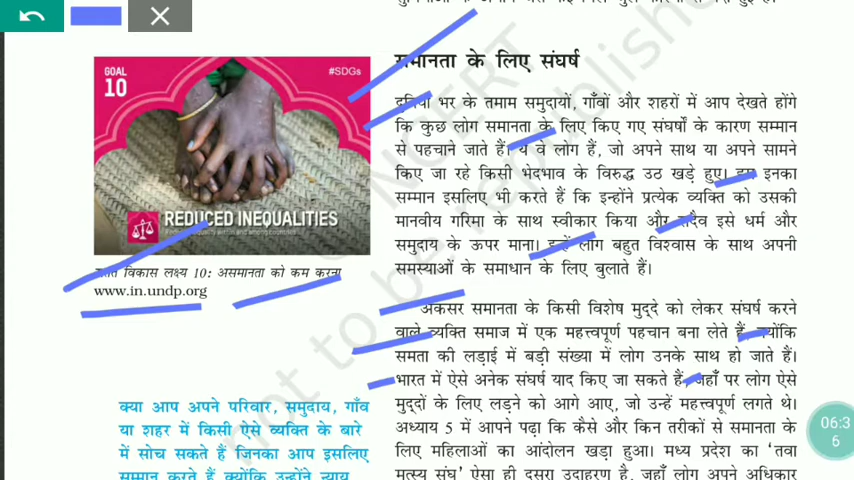 समानता के लिए संघर्ष
GOAL
10
#SDGs
REDUCED INEQUALITIES
सतत विकास लक्ष्य 10: असमानता को कम करना
www.in.undp.org
क्या आप अपने परिवार, समुदाय, गाँव
या शहर में किसी ऐसे व्यक्ति के बारे
में सोच सकते हैं जिनका आप इसलिए
सम्मान करते हैं क्योंकि उन्होंने न्याय
दुनिया भर के तमाम समुदायों, गाँवों और शहरों में आप देखते होंगे
कि कुछ लोग समानता के लिए किए गए संघर्षों के कारण सम्मान
से पहचाने जाते हैं। ये वे लोग हैं, जो अपने साथ या अपने सामने
किए जा रहे किसी भेदभाव के विरुद्ध उठ खड़े हुए। हम इनका
सम्मान इसलिए भी करते हैं कि इन्होंने प्रत्येक व्यक्ति को उसकी
मानवीय गरिमा के साथ स्वीकार किया और सदैव इसे धर्म और
समुदाय के ऊपर माना। इन्हें लोग बहुत विश्वास के साथ अपनी
समस्याओं के समाधान के लिए बुलाते हैं।
अकसर समानता के किसी विशेष मुद्दे को लेकर संघर्ष करने
वाले व्यक्ति समाज में एक महत्त्वपूर्ण पहचान बना लेते हैं, क्योंकि
समता की लड़ाई में बड़ी संख्या में लोग उनके साथ हो जाते हैं।
भारत में ऐसे अनेक संघर्ष याद किए जा सकते हैं, जहाँ पर लोग ऐसे
मुद्दों के लिए लड़ने को आगे आए, जो उन्हें महत्त्वपूर्ण लगते थे।
अध्याय 5 में आपने पढ़ा कि कैसे और किन तरीकों से समानता के
लिए महिलाओं का आंदोलन खड़ा हुआ। मध्य प्रदेश का ‘तवा
मत्स्य संघ’ ऐसा ही दूसरा उदाहरण है, जहाँ लोग अपने अधिकार
06:3
6
not to be republished